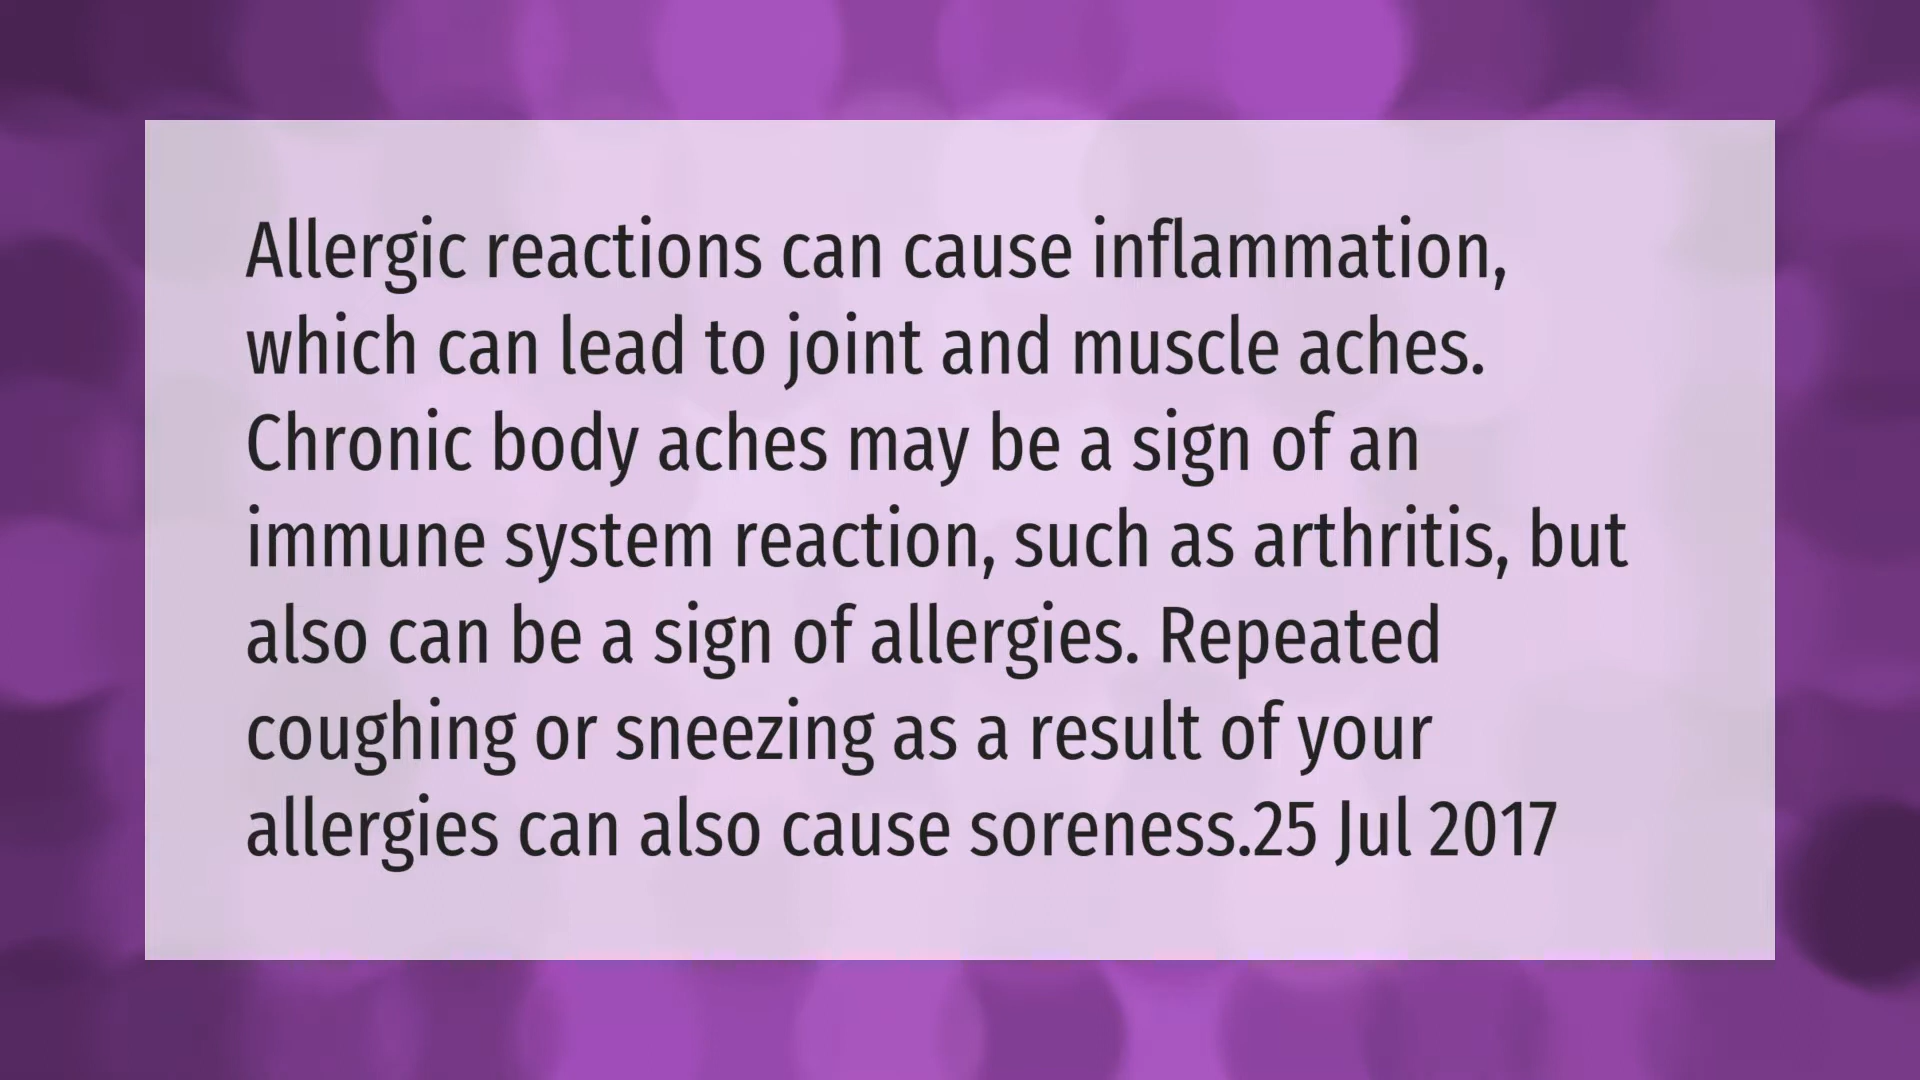 Allergic reactions can cause inflammation,
which can lead to joint and muscle aches.
Chronic body aches may be a sign of an
immune system reaction, such as arthritis, but
also can be a sign of allergies. Repeated
coughing or sneezing as a result of your
allergies can also cause soreness.25 Jul 2017